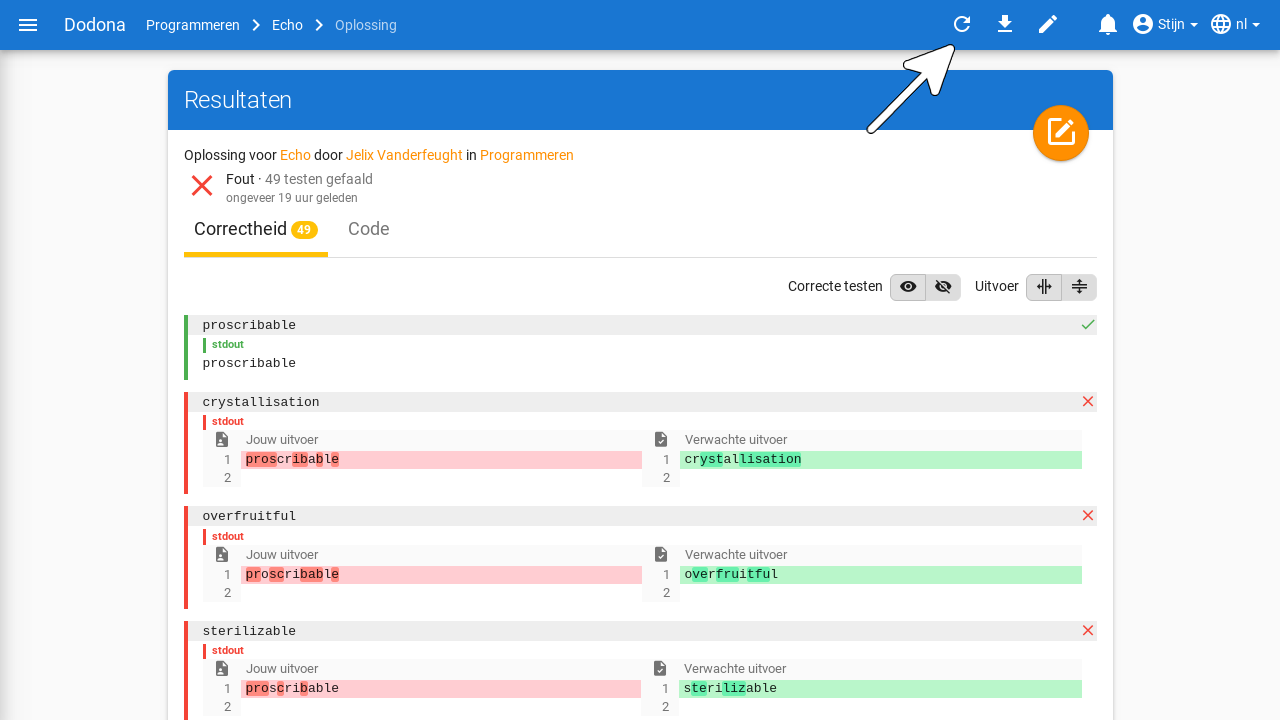 Dodona Programmeren Echo Oplossing Stijn nl
Resultaten
Oplossing voor Echo door Jelix Vanderfeught in Programmeren
Fout · 49 testen gefaald
ongeveer 19 uur geleden
Correctheid 49 Code
Correcte testen Uitvoer
proscribable
stdout
proscribable
crystallisation
stdout
Jouw uitvoer Verwachte uitvoer
1 proscribable 1 crystallisation
2 2
overfruitful
stdout
Jouw uitvoer Verwachte uitvoer
1 proscribable 1 overfruitful
2 2
sterilizable
stdout
Jouw uitvoer Verwachte uitvoer
1 proscribable 1 sterilizable
2 2